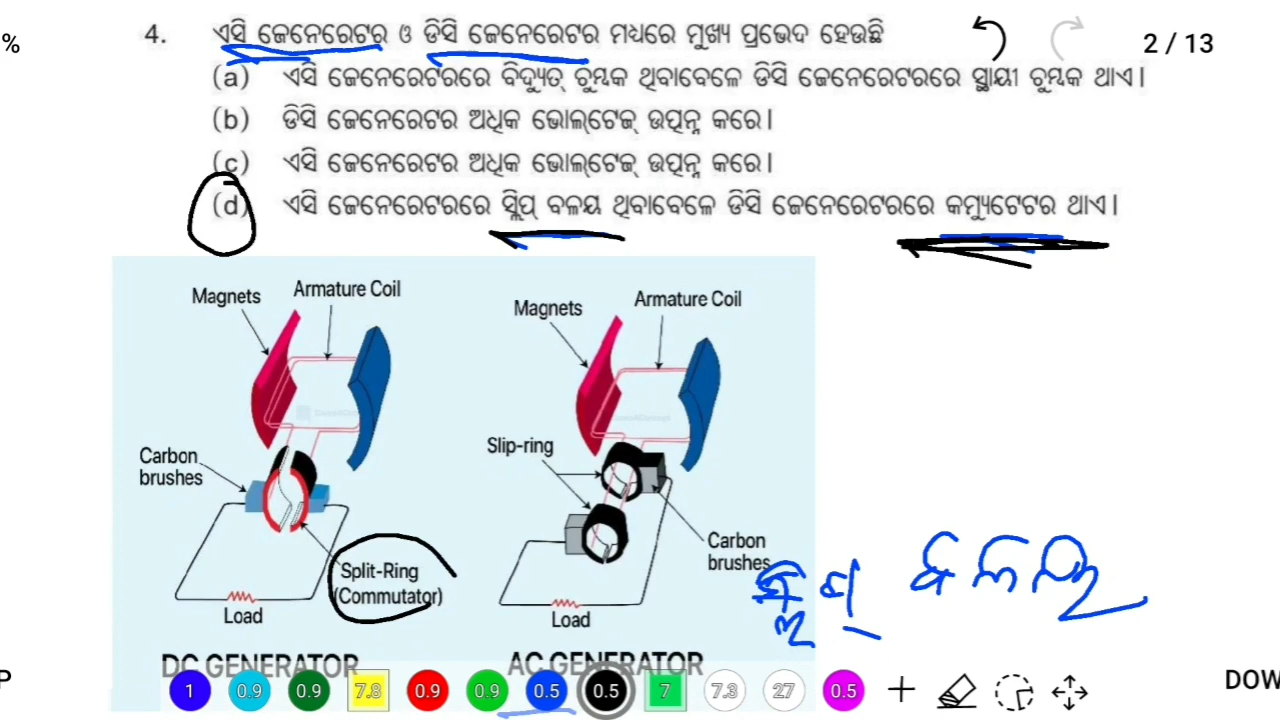 %
4. ଏସି ଜେନେରେଟର ଓ ଡିସି ଜେନେରେଟର ମଧ୍ୟରେ ମୁଖ୍ୟ ପ୍ରଭେଦ ହେଉଛି
2 / 13
(a) ଏସି ଜେନେରେଟରରେ ବିଦ୍ୟୁତ୍ ଚୁମ୍ବକ ଥିବାବେଳେ ଡିସି ଜେନେରେଟରରେ ସ୍ଥାୟୀ ଚୁମ୍ବକ ଥାଏ।
(b) ଡିସି ଜେନେରେଟର ଅଧିକ ଭୋଲ୍‌ଟେଜ୍ ଉତ୍ପନ୍ନ କରେ।
(c) ଏସି ଜେନେରେଟର ଅଧିକ ଭୋଲ୍‌ଟେଜ୍ ଉତ୍ପନ୍ନ କରେ।
(d) ଏସି ଜେନେରେଟରରେ ସ୍ଲିପ୍ ବଳୟ ଥିବାବେଳେ ଡିସି ଜେନେରେଟରରେ କମ୍ୟୁଟେଟର ଥାଏ।
Magnets
Armature Coil
Carbon brushes
Split-Ring (Commutator)
Load
DC GENERATOR
Magnets
Armature Coil
Slip-ring
Carbon brushes
Load
AC GENERATOR
P
1 0.9 0.9 7.8 0.9 0.9 0.5 0.5 7 7.3 27 0.5
DOW